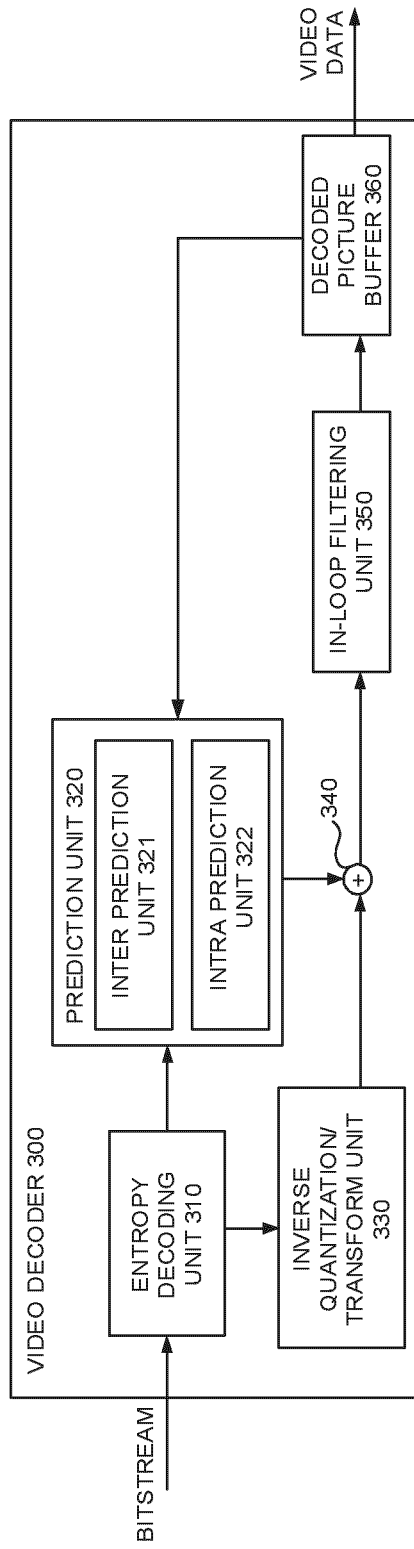 VIDEO DECODER 300
BITSTREAM
ENTROPY
DECODING
UNIT 310
PREDICTION UNIT 320
INTER PREDICTION
UNIT 321
INTRA PREDICTION
UNIT 322
INVERSE
QUANTIZATION/
TRANSFORM UNIT
330
+
340
IN-LOOP FILTERING
UNIT 350
DECODED
PICTURE
BUFFER 360
VIDEO
DATA